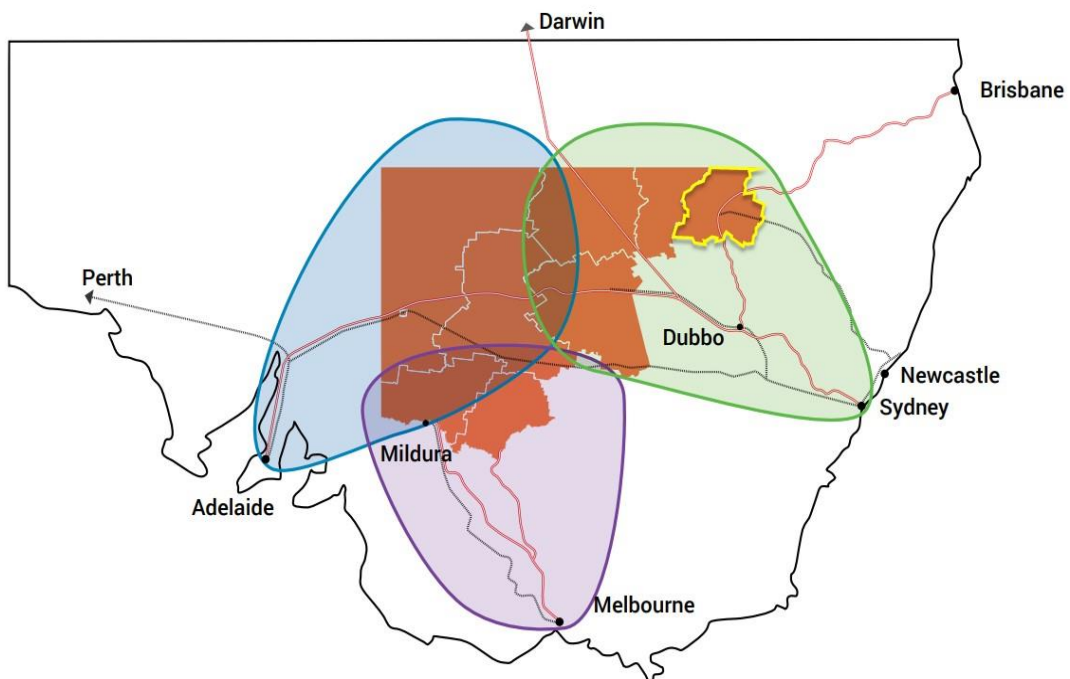 Darwin
Brisbane
Perth
Dubbo
Newcastle
Sydney
Mildura
Adelaide
Melbourne